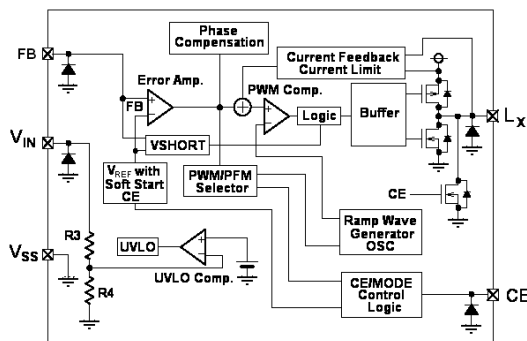 Phase
Compensation
FB
Current Feedback
Current Limit
Error Amp.
PWM Comp.
FB
Logic
Buffer
LX
VIN
VSHORT
VREF with
Soft Start
CE
PWM/PFM
Selector
CE
R3
Ramp Wave
Generator
OSC
UVLO
VSS
UVLO Comp.
R4
CE/MODE
Control
Logic
CE